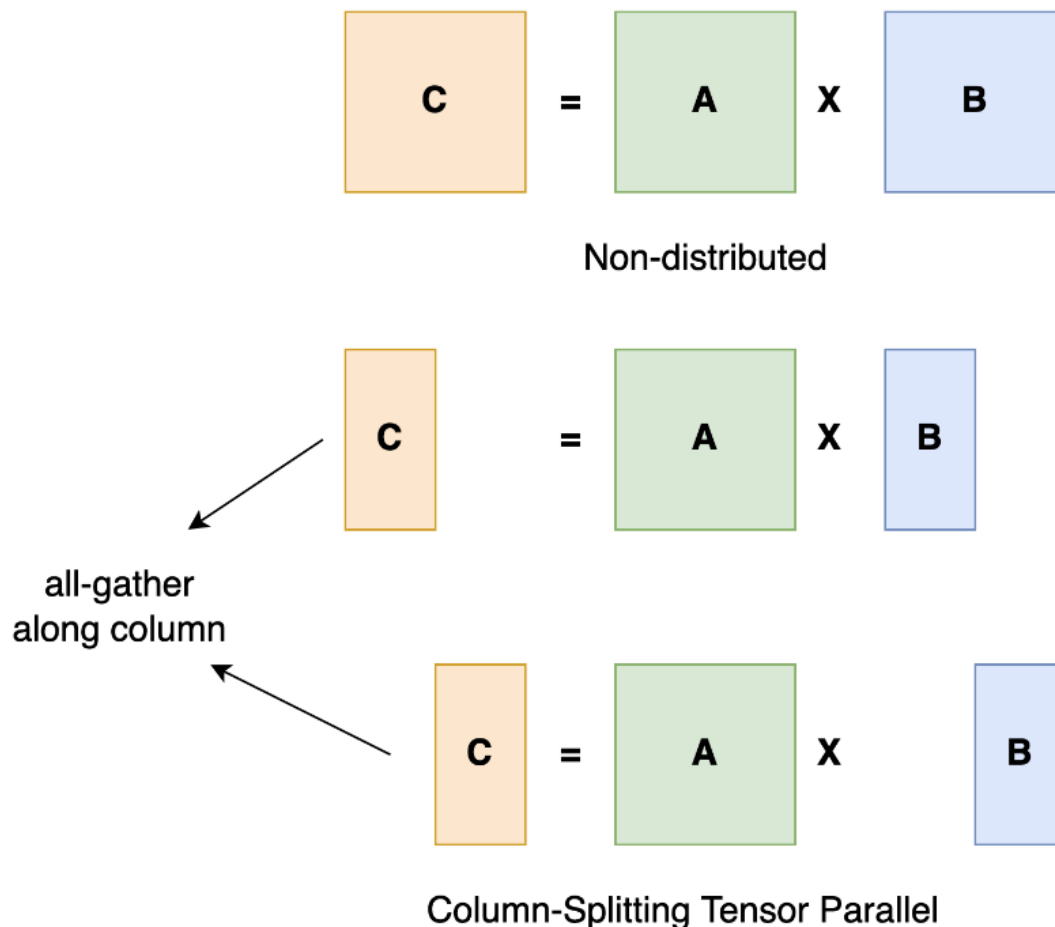 C = A X B
Non-distributed
C = A X B
all-gather
along column
C = A X B
Column-Splitting Tensor Parallel